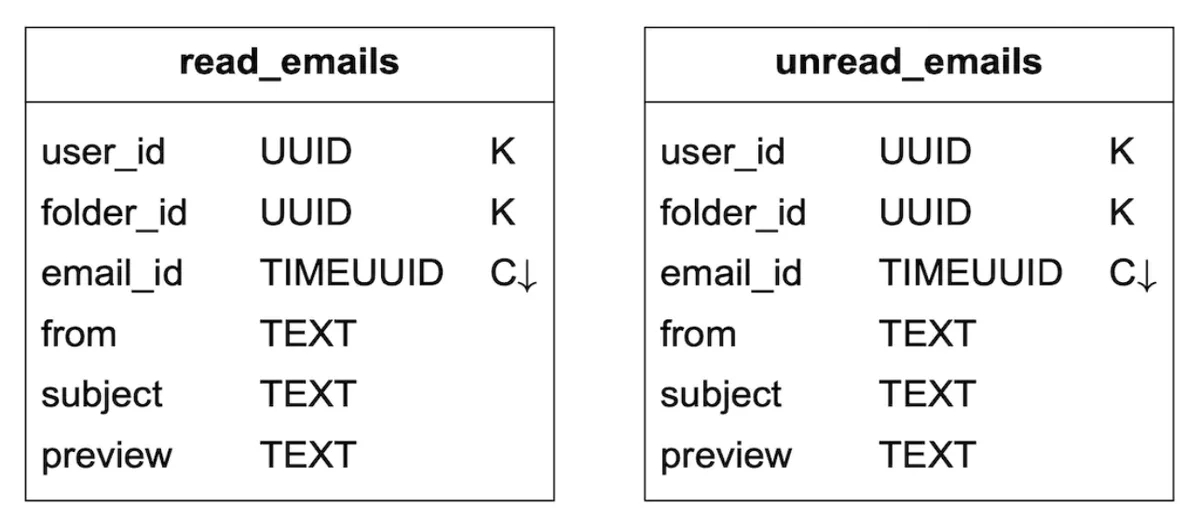 read_emails
user_id UUID K
folder_id UUID K
email_id TIMEUUID C↓
from TEXT
subject TEXT
preview TEXT
unread_emails
user_id UUID K
folder_id UUID K
email_id TIMEUUID C↓
from TEXT
subject TEXT
preview TEXT